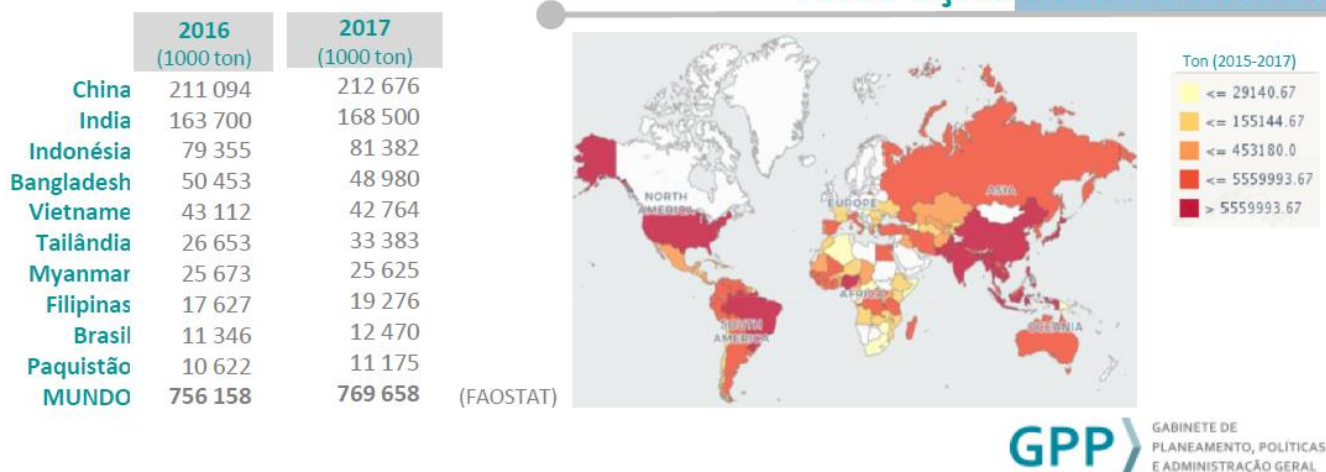 2016 2017
(1000 ton) (1000 ton)
China 211 094 212 676
India 163 700 168 500
Indonésia 79 355 81 382
Bangladesh 50 453 48 980
Vietname 43 112 42 764
Tailândia 26 653 33 383
Myanmar 25 673 25 625
Filipinas 17 627 19 276
Brasil 11 346 12 470
Paquistão 10 622 11 175
MUNDO 756 158 769 658 (FAOSTAT)
NORTH
AMERICA
EUROPE
ASIA
AFRICA
SOUTH
AMERICA
OCEANIA
Ton (2015-2017)
<= 29140.67
<= 155144.67
<= 453180.0
<= 5559993.67
> 5559993.67
GPP
GABINETE DE
PLANEAMENTO, POLÍTICAS
E ADMINISTRAÇÃO GERAL